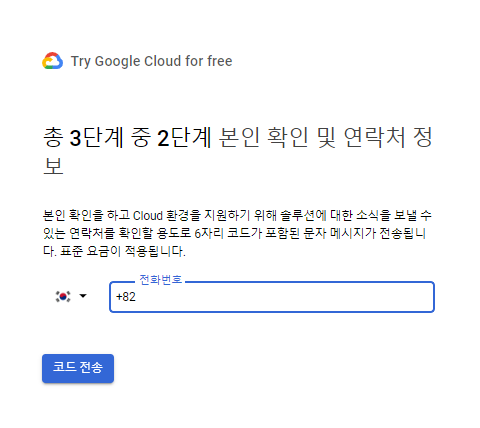 Try Google Cloud for free
총 3단계 중 2단계 본인 확인 및 연락처 정
보
본인 확인을 하고 Cloud 환경을 지원하기 위해 솔루션에 대한 소식을 보낼 수
있는 연락처를 확인할 용도로 6자리 코드가 포함된 문자 메시지가 전송됩니
다. 표준 요금이 적용됩니다.
전화번호
+82
코드 전송